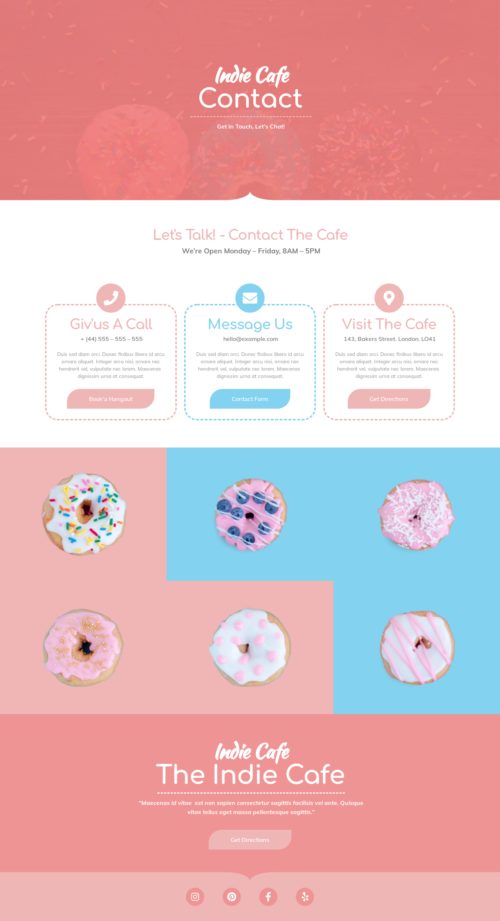 Indie Cafe
Contact
Get in Touch, Let's Chat!
Let's Talk! - Contact The Cafe
We're Open Monday – Friday, 8AM – 5PM
Giv'us A Call
+ (44) 555 – 555 – 555
Duis sed diam orci. Donec finibus libero id arcu
ornare aliquet. Integer arcu nisi, ornare nec
hendrerit vel, vulputate nec lorem. Maecenas
dignissim urna at consequat.
Book'a Hangout
Message Us
hello@example.com
Duis sed diam orci. Donec finibus libero id arcu
ornare aliquet. Integer arcu nisi, ornare nec
hendrerit vel, vulputate nec lorem. Maecenas
dignissim urna at consequat.
Contact Form
Visit The Cafe
143, Bakers Street. London. LO41
Duis sed diam orci. Donec finibus libero id arcu
ornare aliquet. Integer arcu nisi, ornare nec
hendrerit vel, vulputate nec lorem. Maecenas
dignissim urna at consequat.
Get Directions
Indie Cafe
The Indie Cafe
"Maecenas id vitae est non sapien consectetur sagittis facilisis vel ante. Quisque
vitae tellus eget massa pellentesque sagittis."
Get Directions